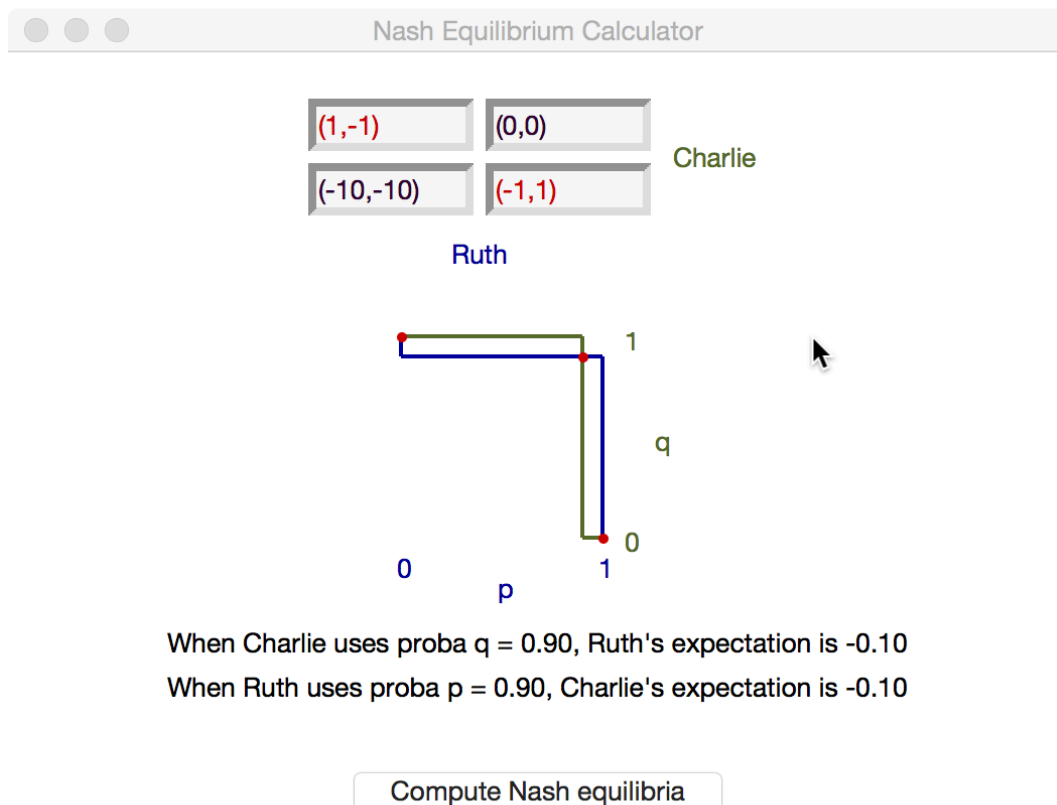 Nash Equilibrium Calculator
(1,-1) (0,0)
Charlie
(-10,-10) (-1,1)
Ruth
1
q
0
0 1
p
When Charlie uses proba q = 0.90, Ruth's expectation is -0.10
When Ruth uses proba p = 0.90, Charlie's expectation is -0.10
Compute Nash equilibria